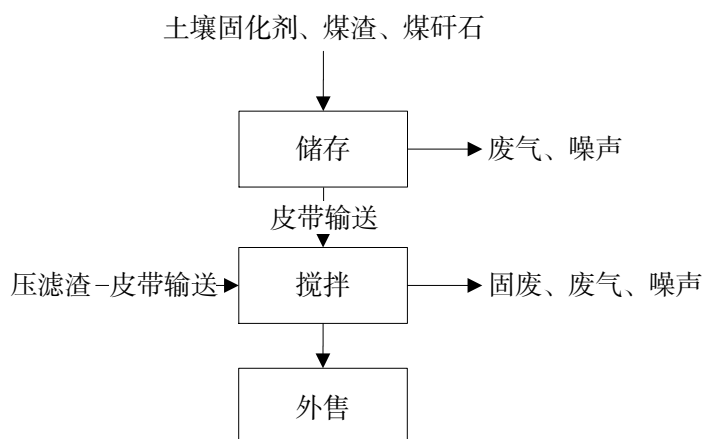 土壤固化剂、煤渣、煤矸石
储存
废气、噪声
皮带输送
压滤渣–皮带输送
搅拌
固废、废气、噪声
外售